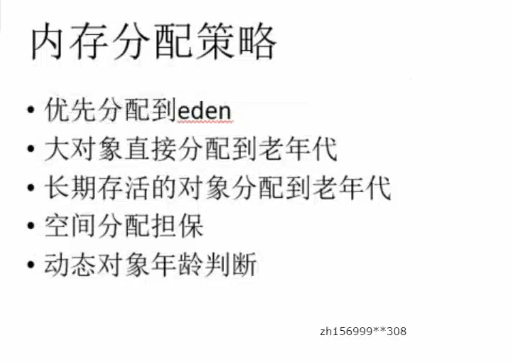 内存分配策略
• 优先分配到eden
• 大对象直接分配到老年代
• 长期存活的对象分配到老年代
• 空间分配担保
• 动态对象年龄判断
zh156999**308